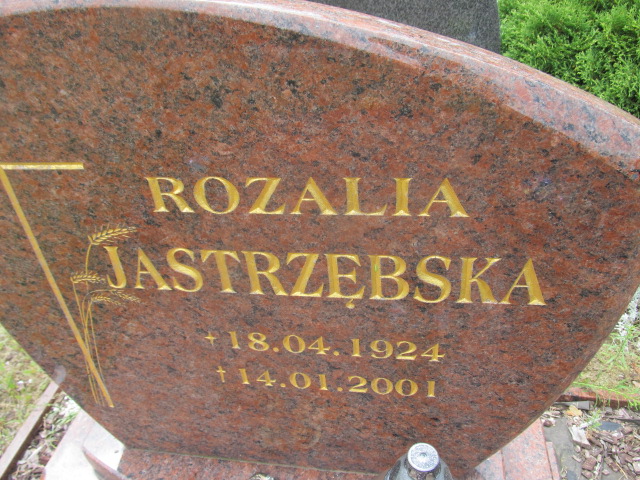 ROZALIA
JASTRZĘBSKA
+18.04.1924
†14.01.2001